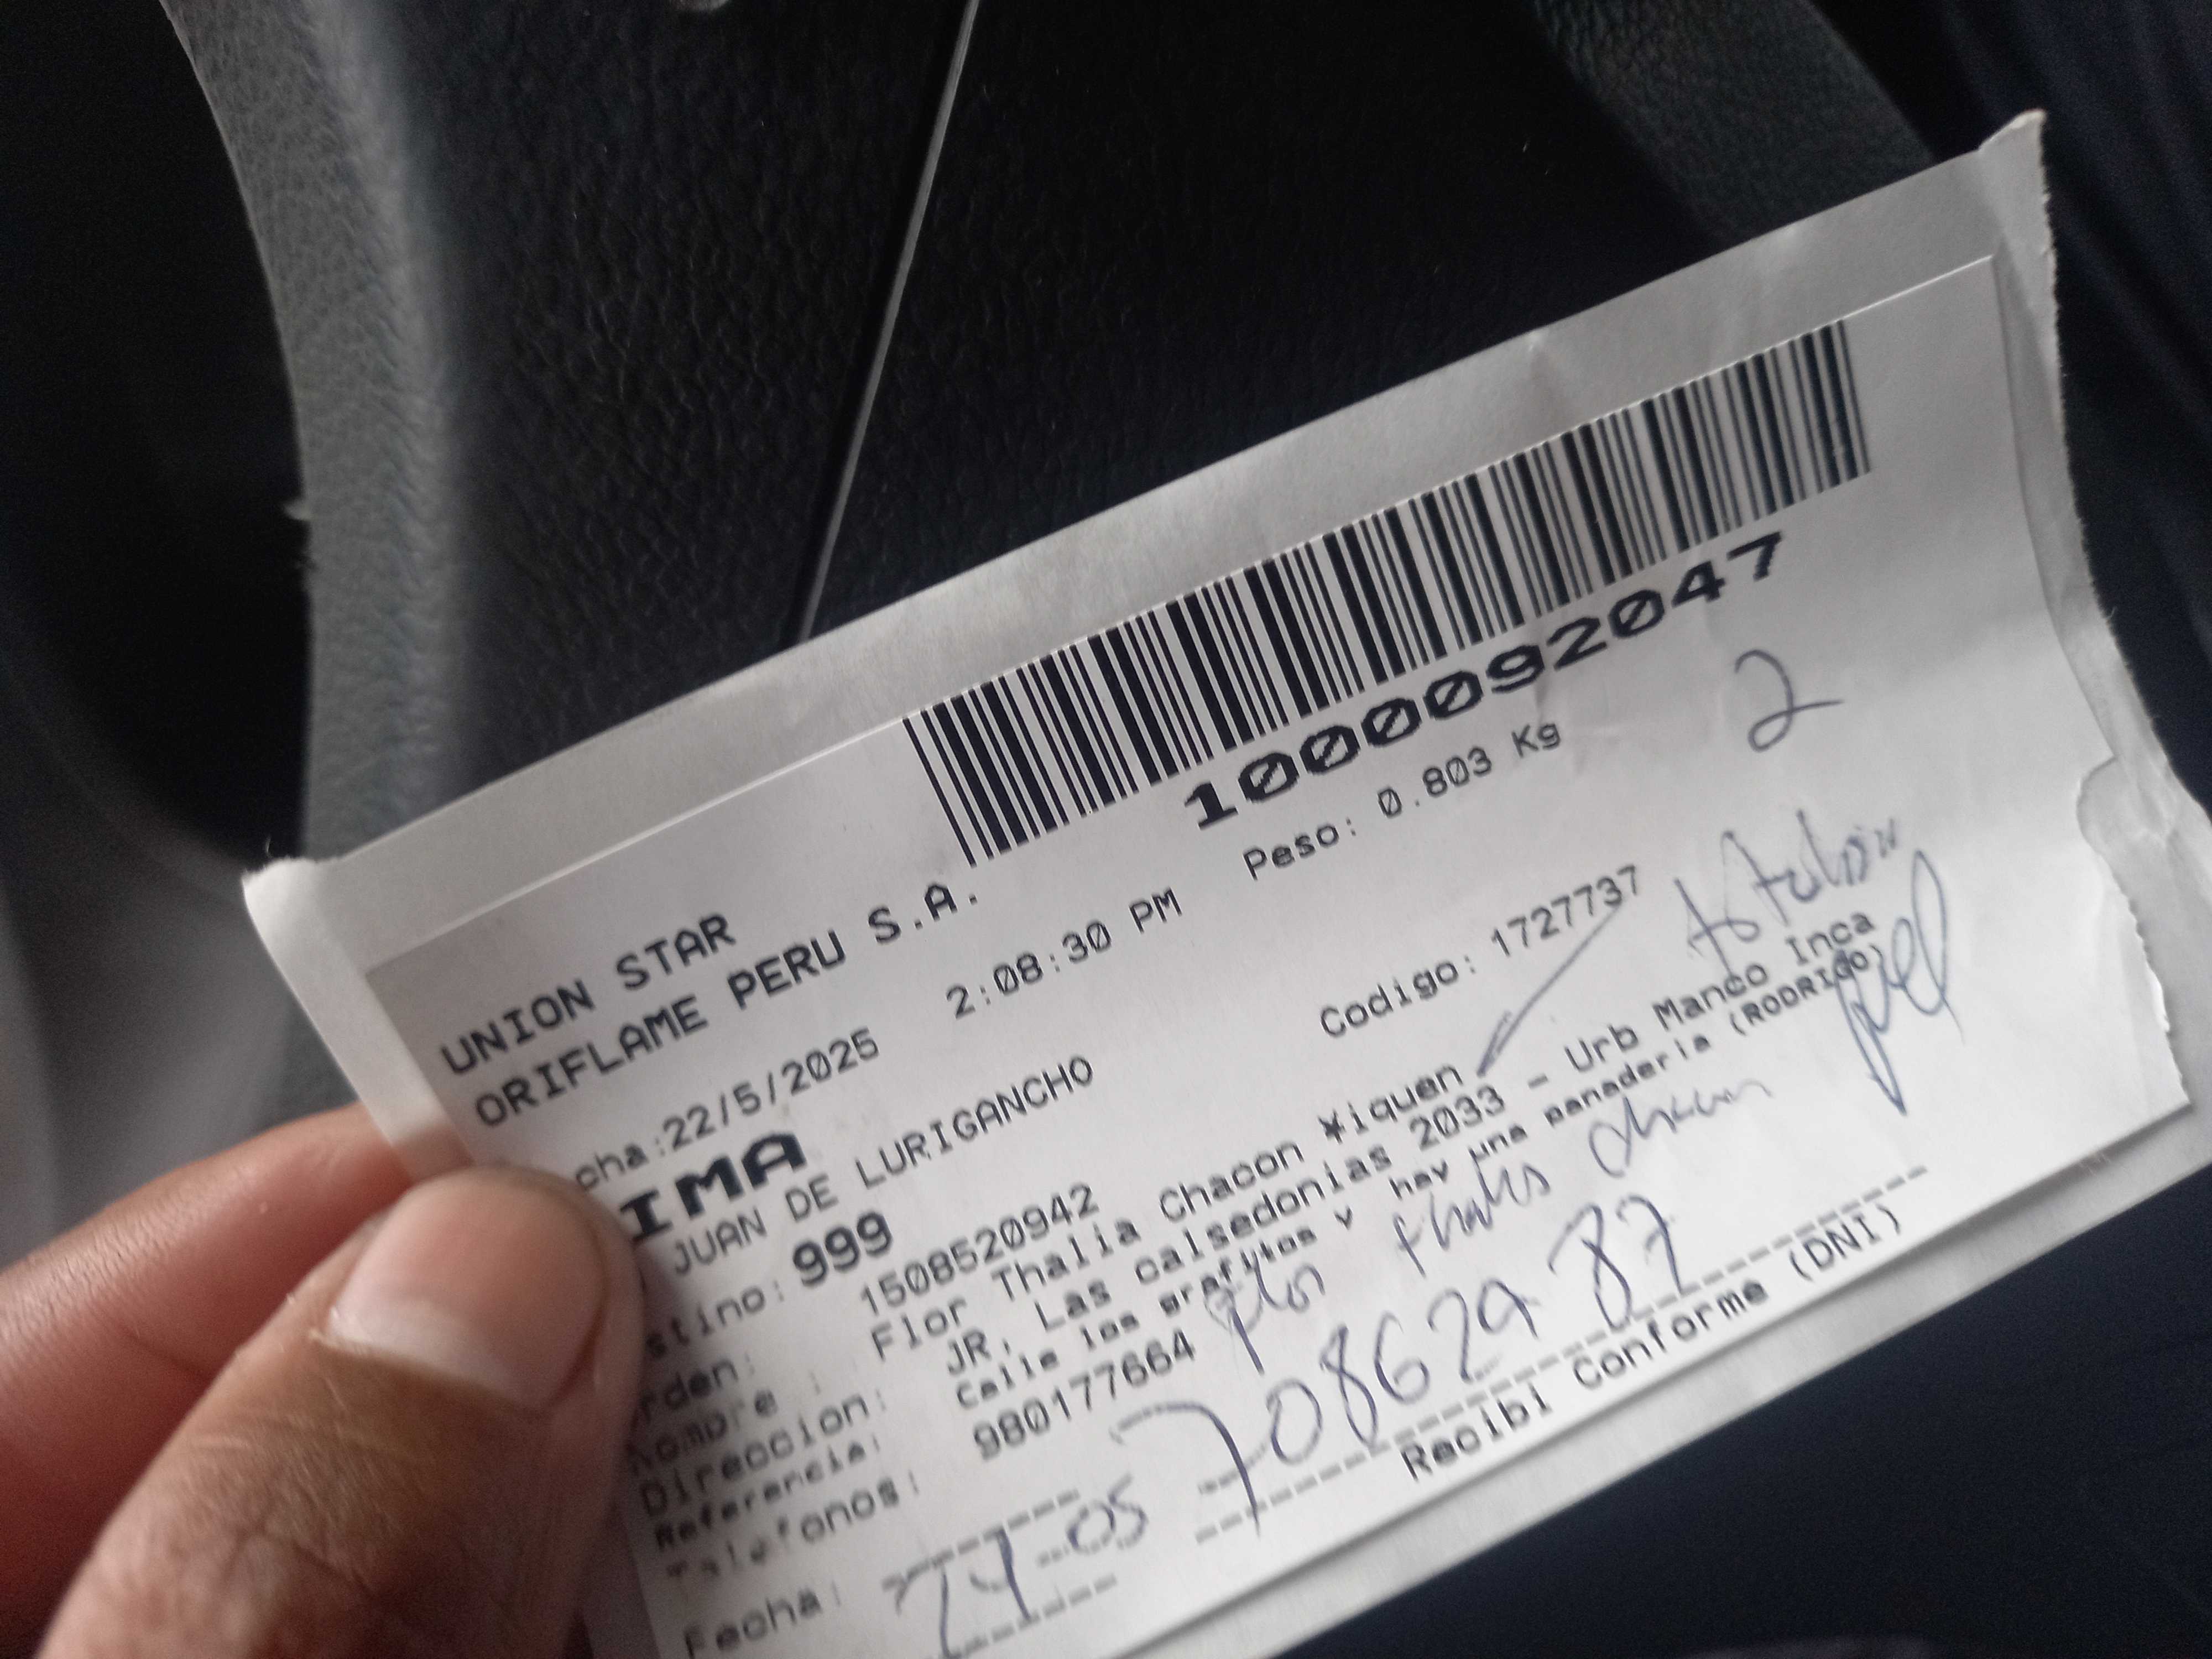 1000092047
UNION STAR
ORIFLAME PERU S.A.
Peso: 0.803 Kg
2
cha:22/5/2025 2:08:30 PM
IMA
JUAN DE LURIGANCHO
Codigo: 1727737
stino: 999
rden: 1508520942
Nombre : Flor Thalia Chacon ¥iquen
Direccion: JR. Las calsedonias 2033 - Urb Manco Inca
Referencia: Calle los grafutos y hay una panaderia (RODRIGO)
Telefonos: 980177664
Flor Thalia Chacon
Fecha: 24-05
70862987
Recibi Conforme (DNI)